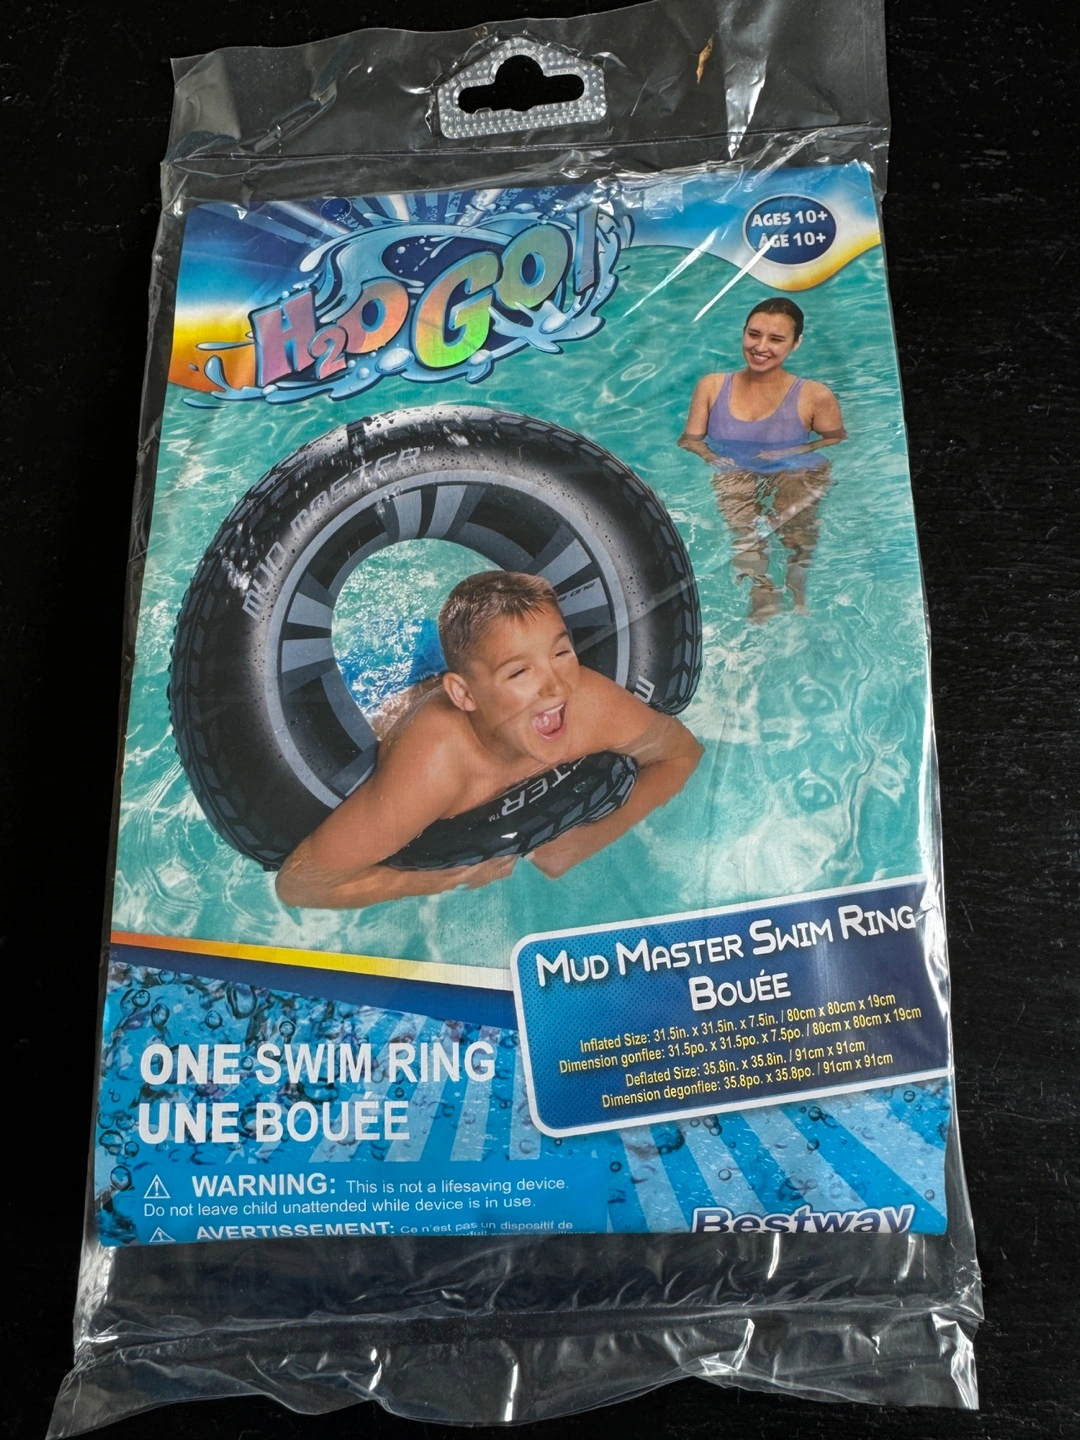 AGES 10+
ÂGE 10+
H2O GO!
MUD MASTER™
MUD MASTER SWIM RING
BOUÉE
Inflated Size: 31.5in. x 31.5in. x 7.5in. / 80cm x 80cm x 19cm
Dimension gonflee: 31.5po. x 31.5po. x 7.5po. / 80cm x 80cm x 19cm
Deflated Size: 35.8in. x 35.8in. / 91cm x 91cm
Dimension degonflee: 35.8po. x 35.8po. / 91cm x 91cm
ONE SWIM RING
UNE BOUÉE
WARNING: This is not a lifesaving device.
Do not leave child unattended while device is in use.
AVERTISSEMENT: Ce n'est pas un dispositif de
Bestway